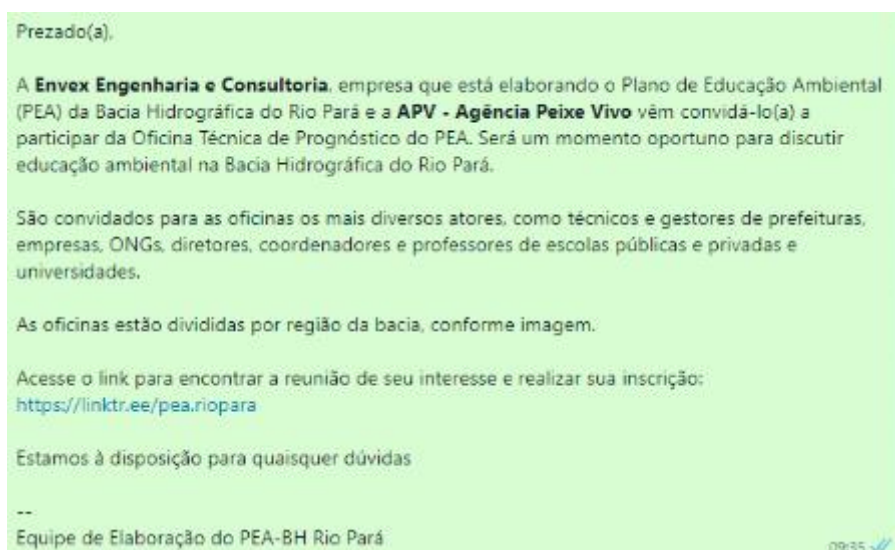 Prezado(a),
A Envex Engenharia e Consultoria, empresa que está elaborando o Plano de Educação Ambiental
(PEA) da Bacia Hidrográfica do Rio Pará e a APV - Agência Peixe Vivo vêm convidá-lo(a) a
participar da Oficina Técnica de Prognóstico do PEA. Será um momento oportuno para discutir
educação ambiental na Bacia Hidrográfica do Rio Pará.
São convidados para as oficinas os mais diversos atores, como técnicos e gestores de prefeituras,
empresas, ONGs, diretores, coordenadores e professores de escolas públicas e privadas e
universidades.
As oficinas estão divididas por região da bacia, conforme imagem.
Acesse o link para encontrar a reunião de seu interesse e realizar sua inscrição:
https://linktr.ee/pea.riopara
Estamos à disposição para quaisquer dúvidas
--
Equipe de Elaboração do PEA-BH Rio Pará
09:35